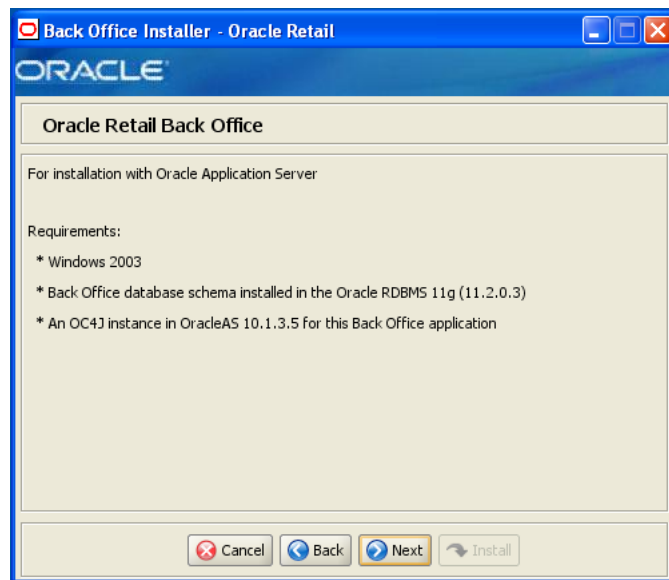 Back Office Installer - Oracle Retail
ORACLE
Oracle Retail Back Office
For installation with Oracle Application Server
Requirements:
* Windows 2003
* Back Office database schema installed in the Oracle RDBMS 11g (11.2.0.3)
* An OC4J instance in OracleAS 10.1.3.5 for this Back Office application
Cancel Back Next Install